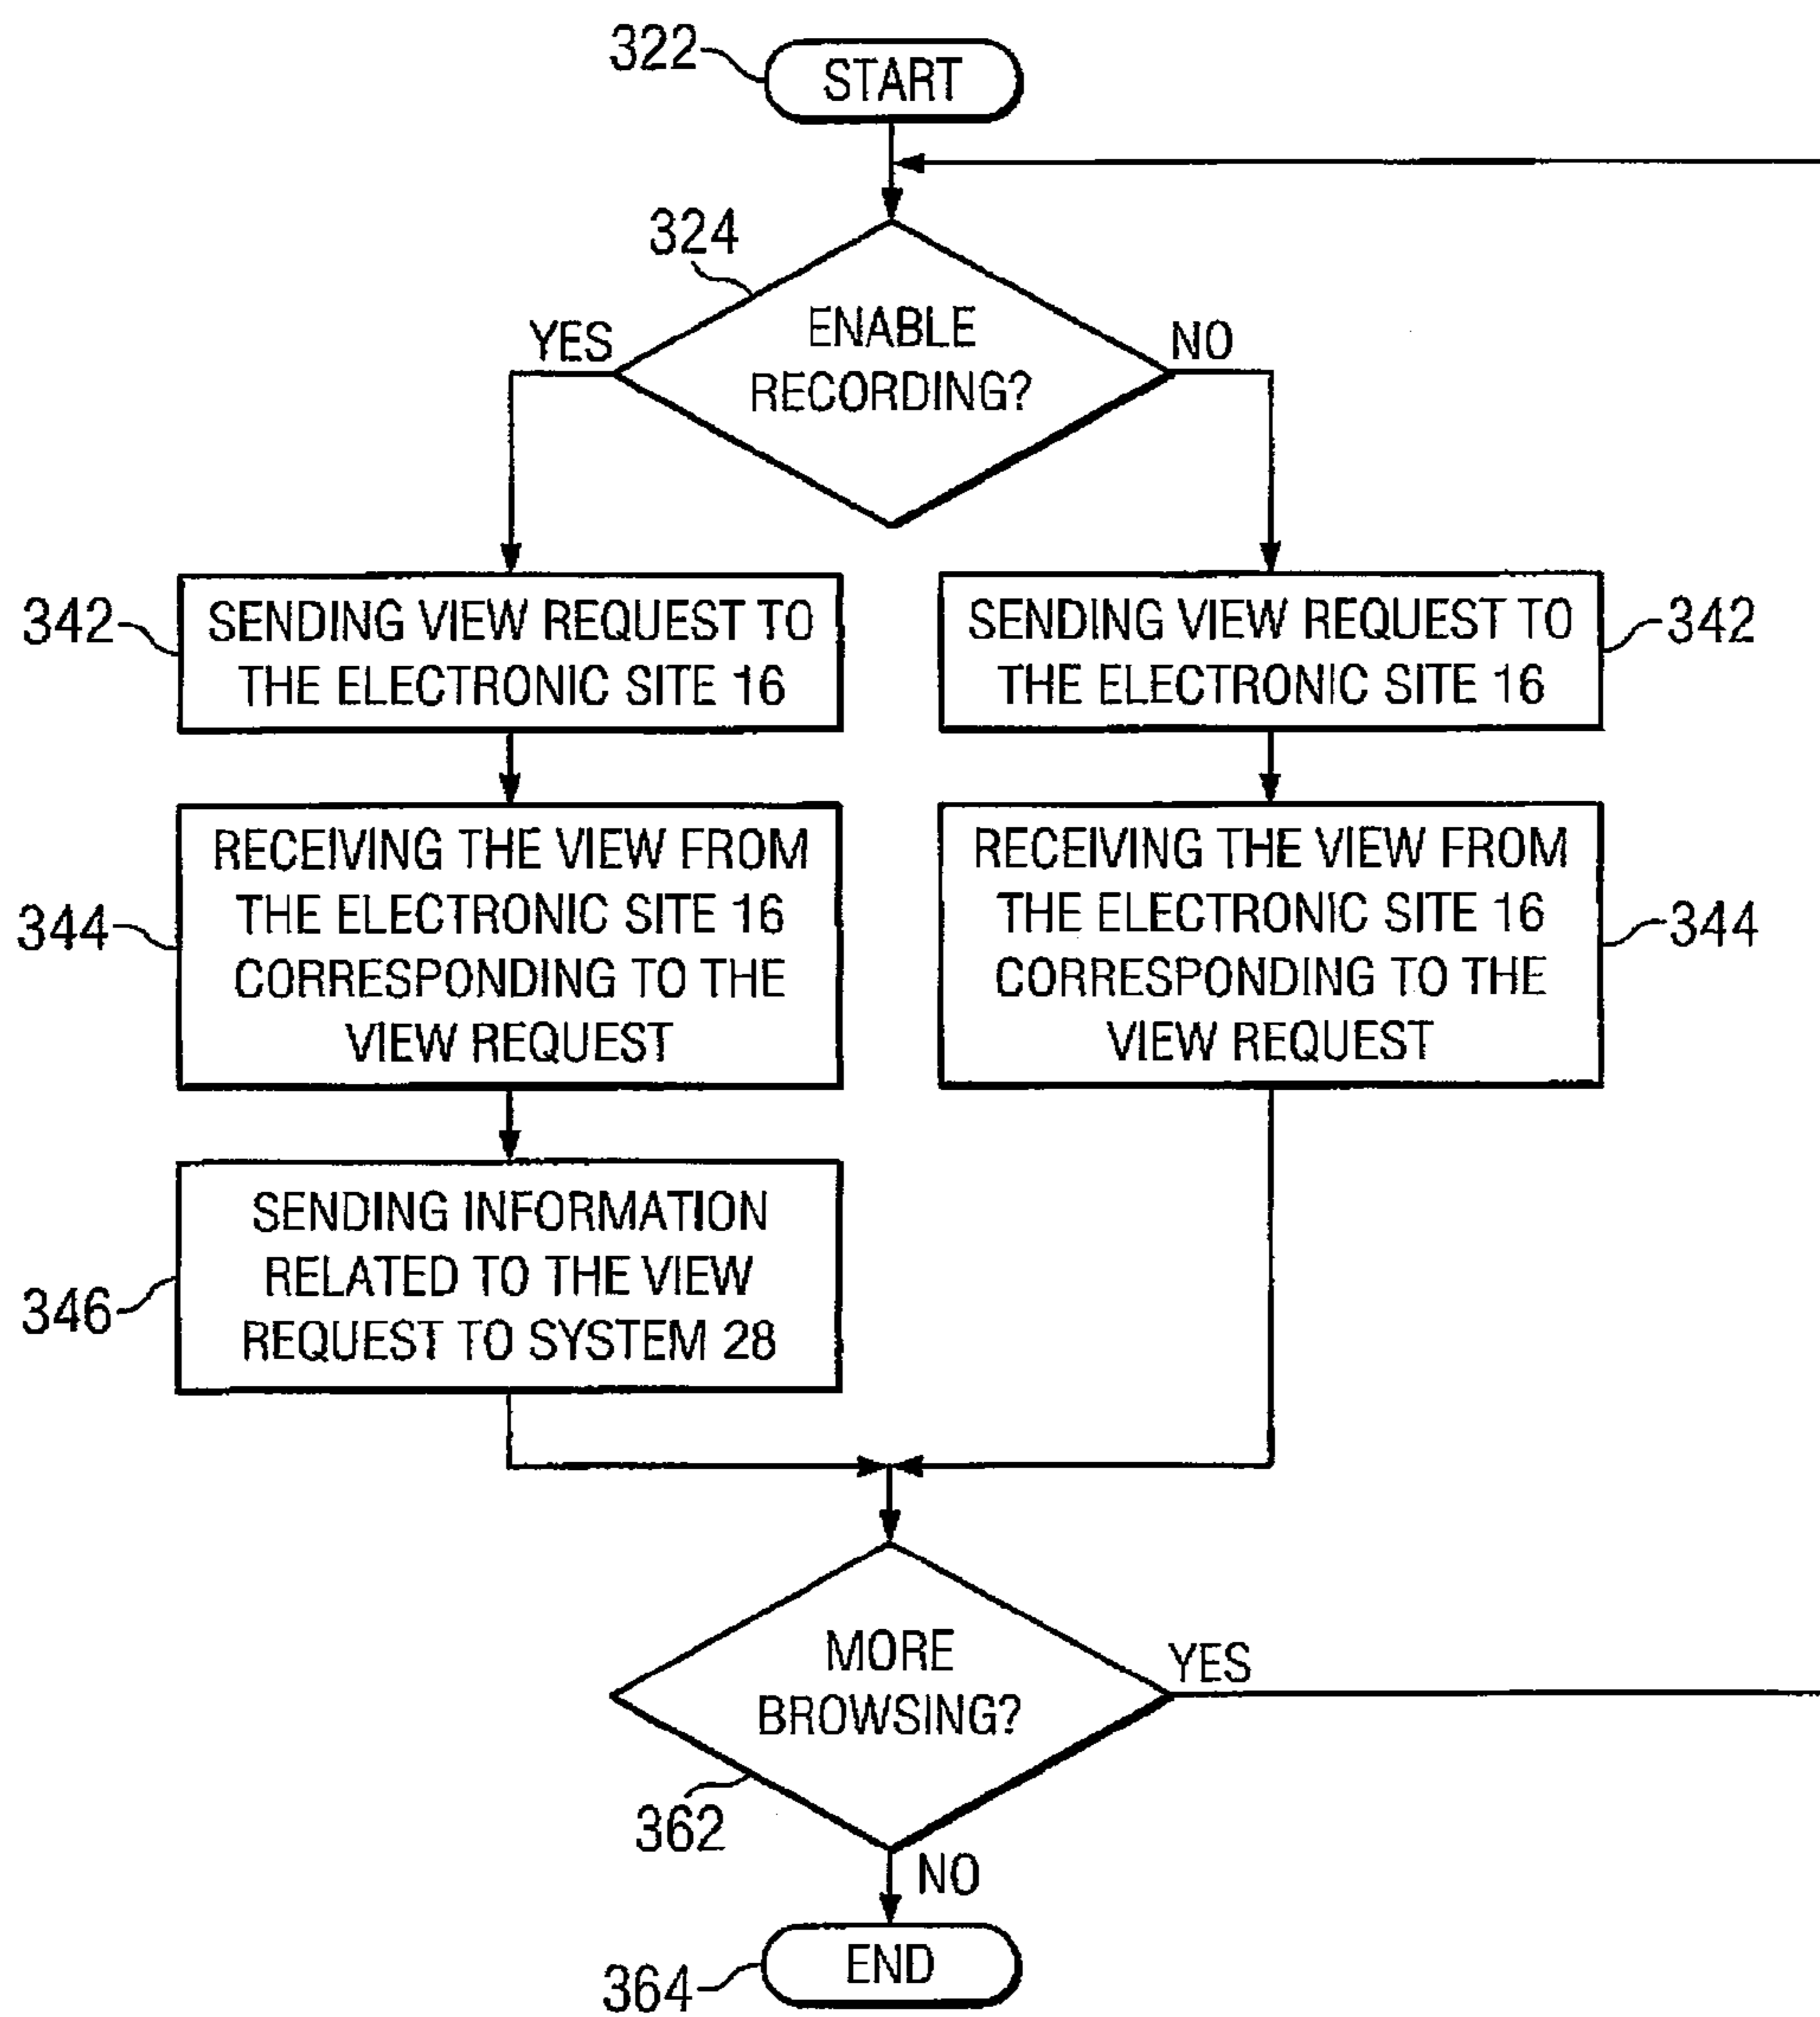 322
START
324
ENABLE
RECORDING?
YES
NO
342
SENDING VIEW REQUEST TO
THE ELECTRONIC SITE 16
SENDING VIEW REQUEST TO
THE ELECTRONIC SITE 16
342
344
RECEIVING THE VIEW FROM
THE ELECTRONIC SITE 16
CORRESPONDING TO THE
VIEW REQUEST
RECEIVING THE VIEW FROM
THE ELECTRONIC SITE 16
CORRESPONDING TO THE
VIEW REQUEST
344
346
SENDING INFORMATION
RELATED TO THE VIEW
REQUEST TO SYSTEM 28
MORE
BROWSING?
YES
362
NO
364
END